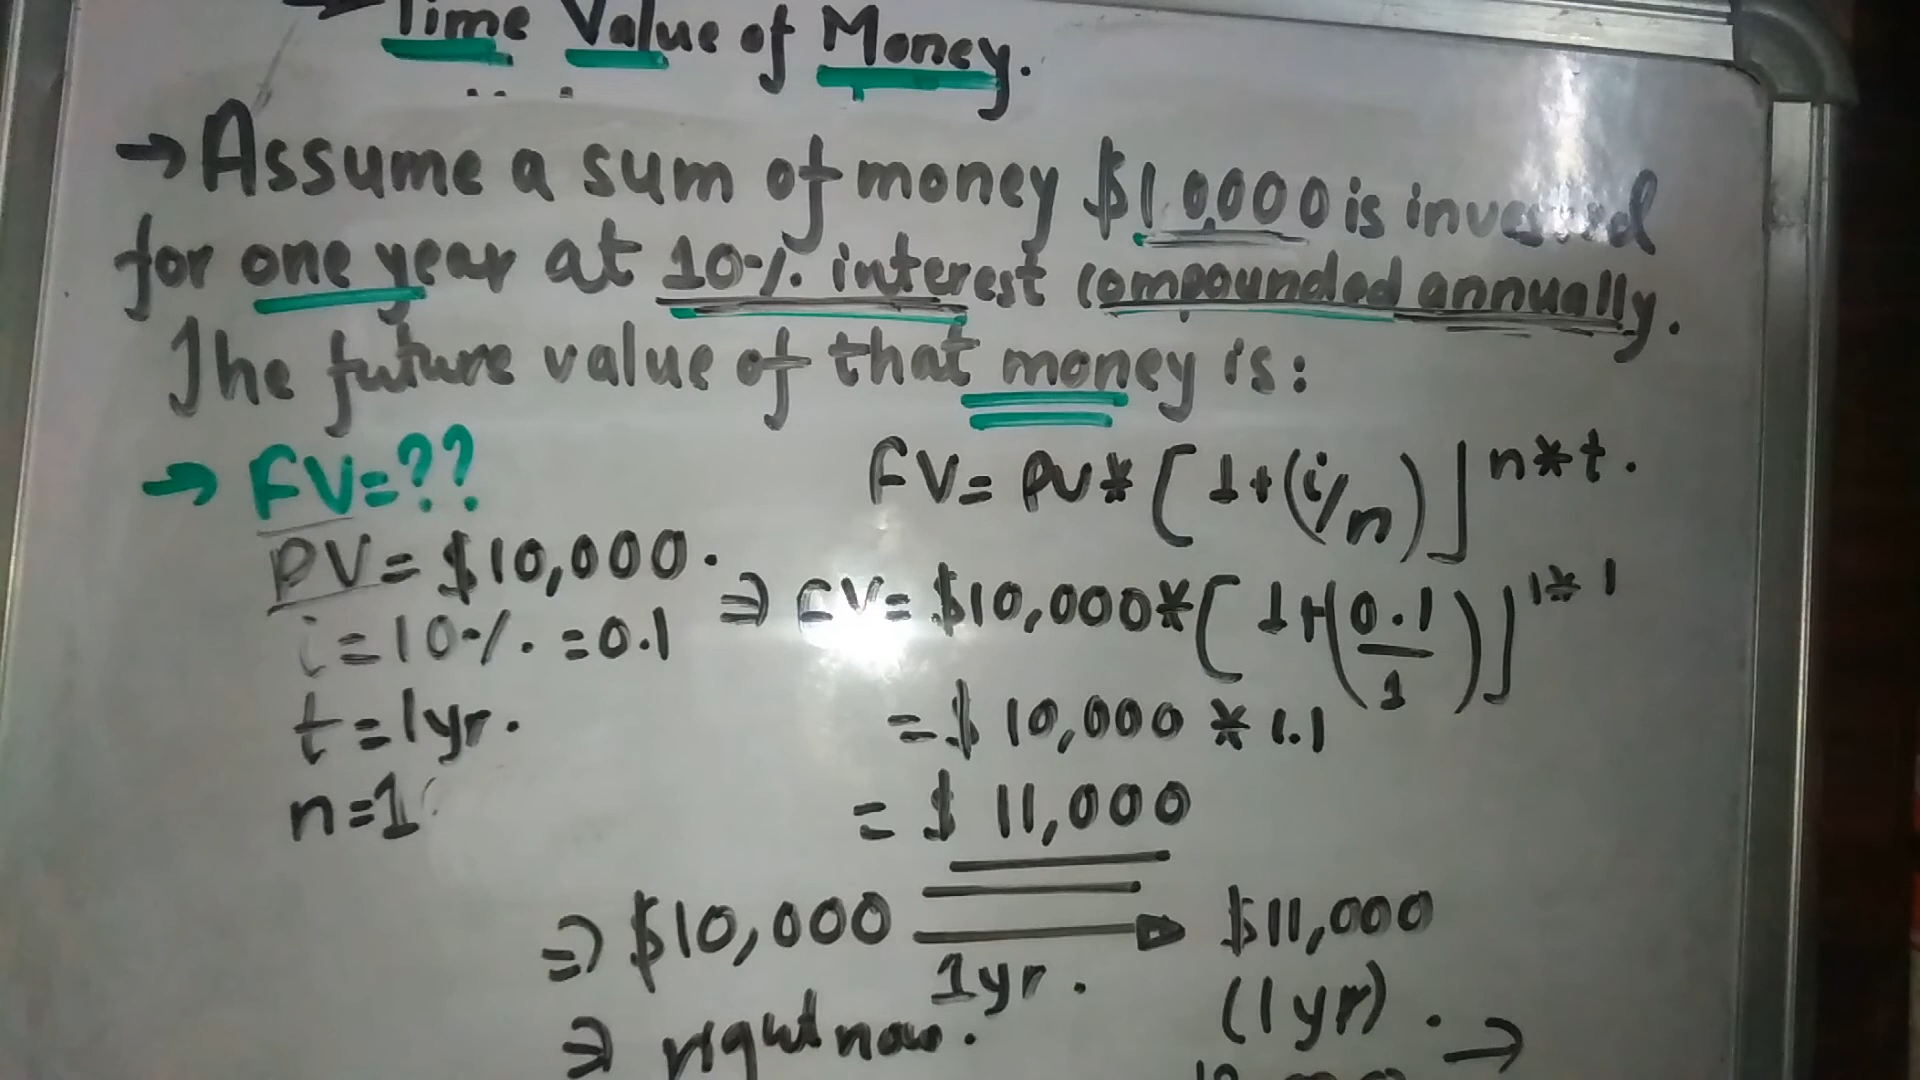 Time Value of Money.
→ Assume a sum of money $10,000 is invested
for one year at 10% interest compounded annually.
The future value of that money is:
→ FV=??
FV= PV*[1+(i/n)]^n*t.
PV= $10,000.
⇒ FV= $10,000*[1+(0.1/1)]^1*1
i=10% =0.1
= $ 10,000 * 1.1
t=1yr.
= $ 11,000
n=1
⇒ $10,000 → $11,000
1yr.
(1yr). →
⇒ right now.